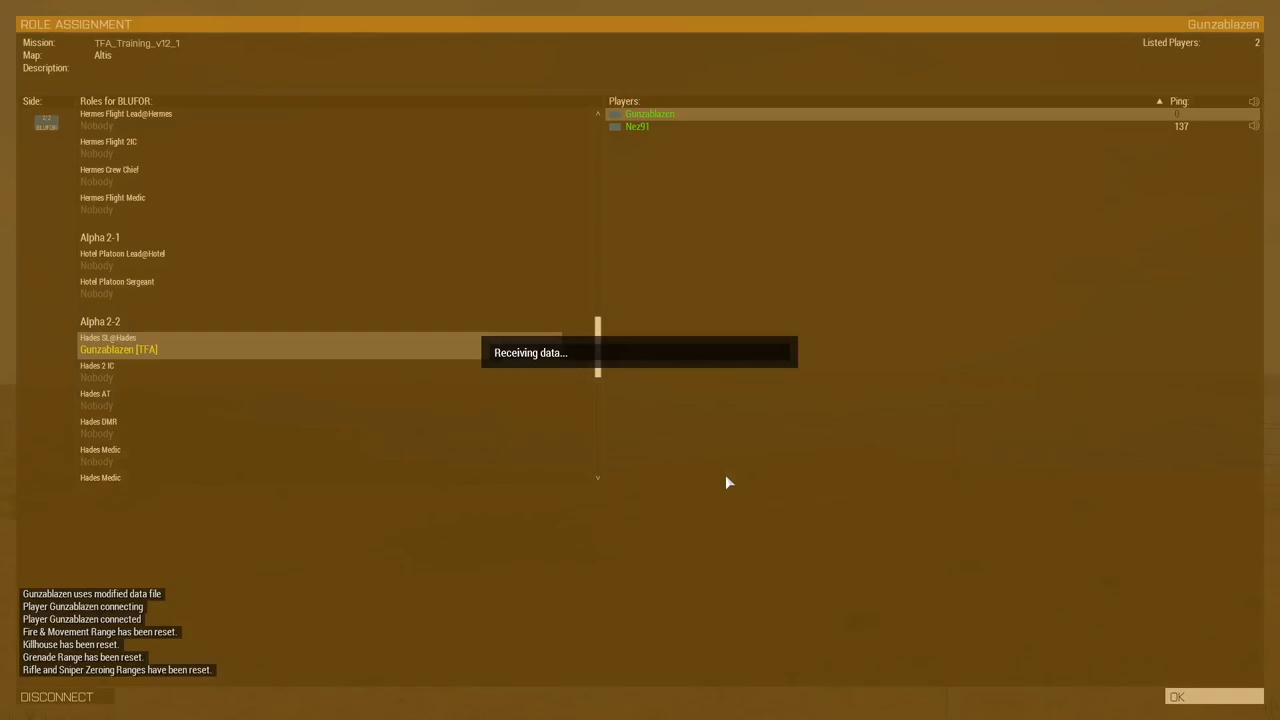 ROLE ASSIGNMENT
Gunzablazen
Mission: TFA_Training_v12_1
Listed Players: 2
Map: Altis
Description:
Side:
Roles for BLUFOR:
Players:
Ping:
2/2
BLUFOR
Hermes Flight Lead@Hermes
Nobody
Hermes Flight 2IC
Nobody
Hermes Crew Chief
Nobody
Hermes Flight Medic
Nobody
Alpha 2-1
Hotel Platoon Lead@Hotel
Nobody
Hotel Platoon Sergeant
Nobody
Alpha 2-2
Hades SL@Hades
Gunzablazen [TFA]
Hades 2 IC
Nobody
Hades AT
Nobody
Hades DMR
Nobody
Hades Medic
Nobody
Hades Medic
Gunzablazen 0
Nez91 137
Receiving data...
Gunzablazen uses modified data file
Player Gunzablazen connecting
Player Gunzablazen connected
Fire & Movement Range has been reset.
Killhouse has been reset.
Grenade Range has been reset.
Rifle and Sniper Zeroing Ranges have been reset.
DISCONNECT
OK